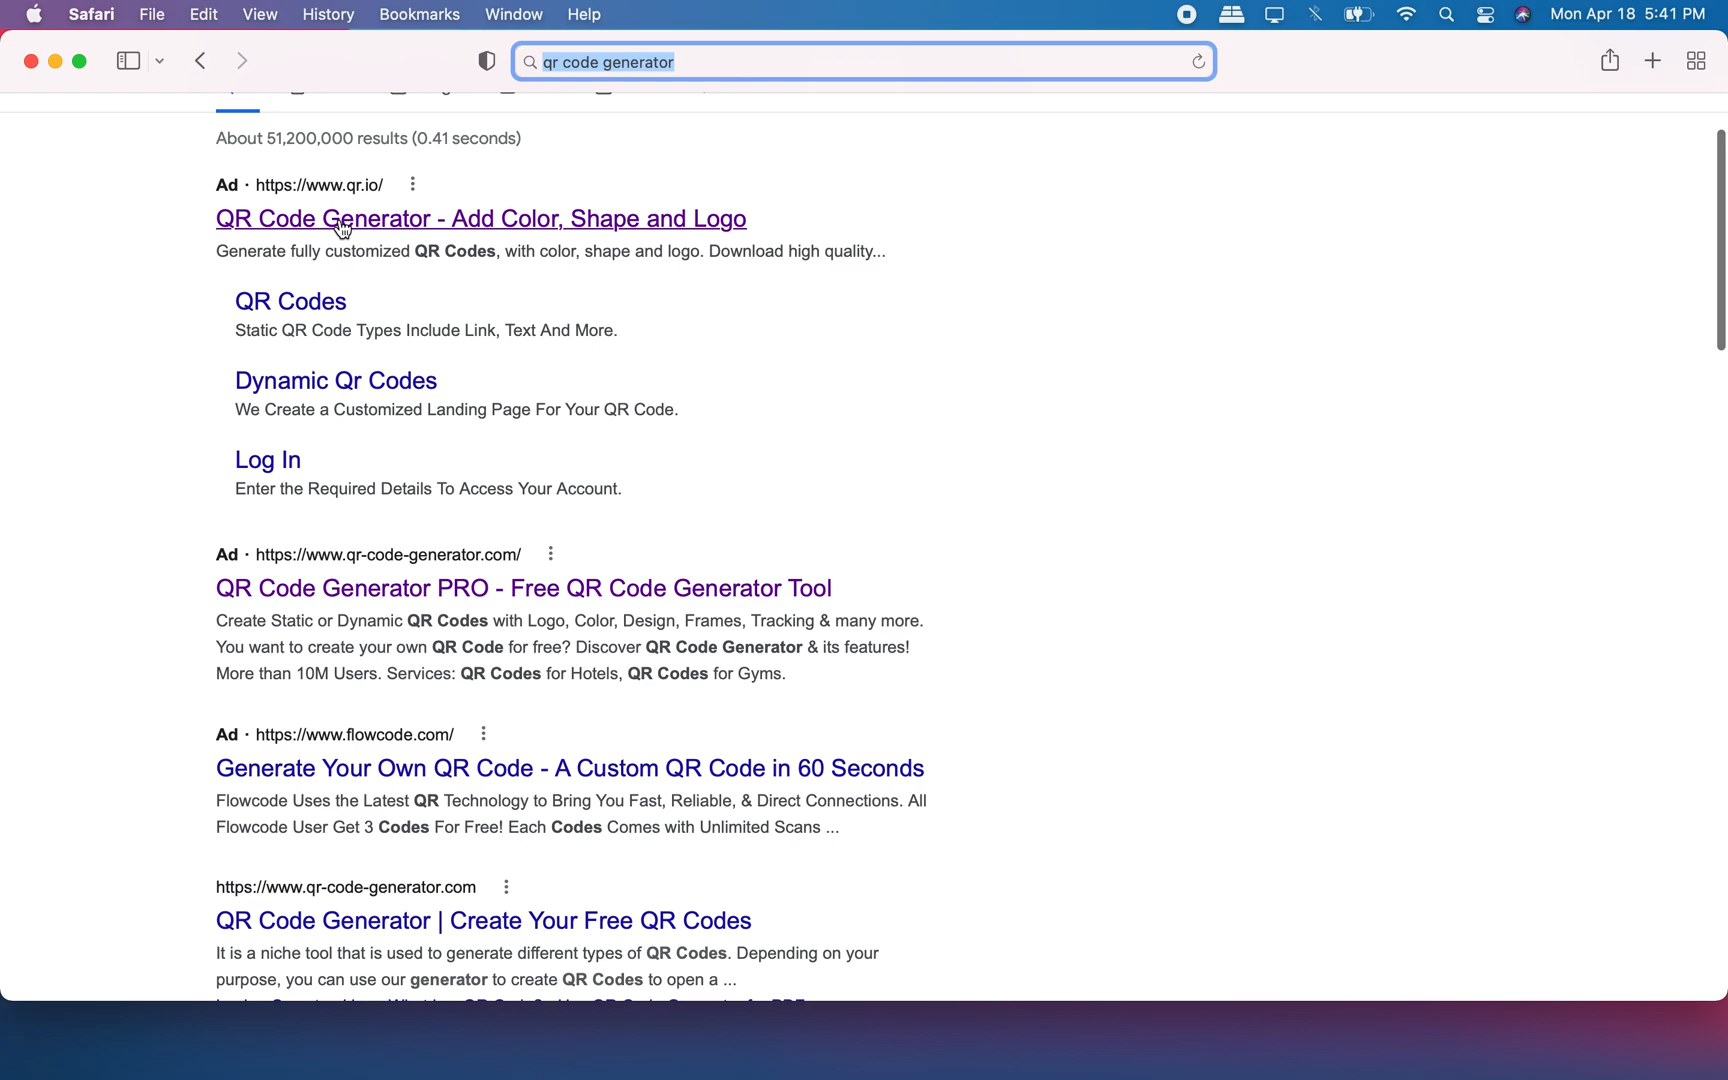 Safari File Edit View History Bookmarks Window Help Mon Apr 18 5:41 PM
qr code generator
About 51,200,000 results (0.41 seconds)
Ad · https://www.qr.io/
QR Code Generator - Add Color, Shape and Logo
Generate fully customized QR Codes, with color, shape and logo. Download high quality...
QR Codes
Static QR Code Types Include Link, Text And More.
Dynamic Qr Codes
We Create a Customized Landing Page For Your QR Code.
Log In
Enter the Required Details To Access Your Account.
Ad · https://www.qr-code-generator.com/
QR Code Generator PRO - Free QR Code Generator Tool
Create Static or Dynamic QR Codes with Logo, Color, Design, Frames, Tracking & many more.
You want to create your own QR Code for free? Discover QR Code Generator & its features!
More than 10M Users. Services: QR Codes for Hotels, QR Codes for Gyms.
Ad · https://www.flowcode.com/
Generate Your Own QR Code - A Custom QR Code in 60 Seconds
Flowcode Uses the Latest QR Technology to Bring You Fast, Reliable, & Direct Connections. All
Flowcode User Get 3 Codes For Free! Each Codes Comes with Unlimited Scans ...
https://www.qr-code-generator.com
QR Code Generator | Create Your Free QR Codes
It is a niche tool that is used to generate different types of QR Codes. Depending on your
purpose, you can use our generator to create QR Codes to open a ...